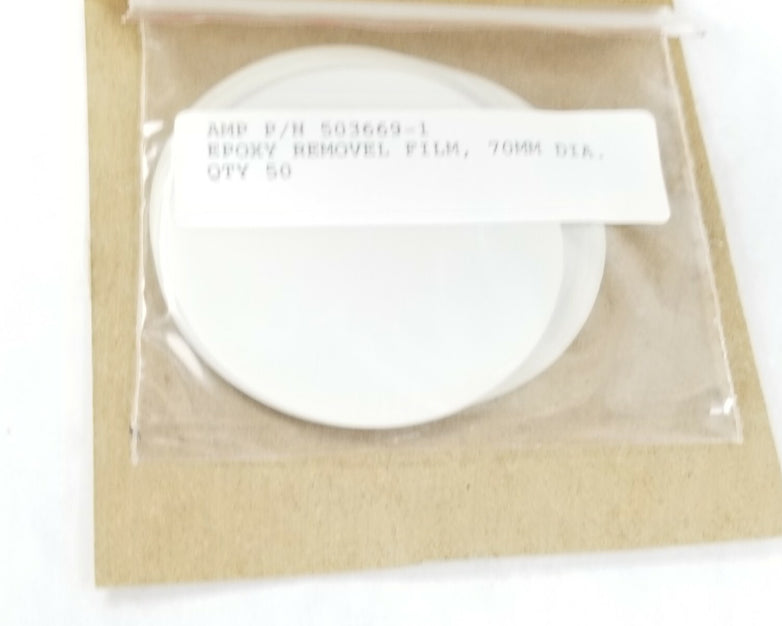 AMP P/N 503669-1
EPOXY REMOVEL FILM, 70MM DIA.
QTY 50